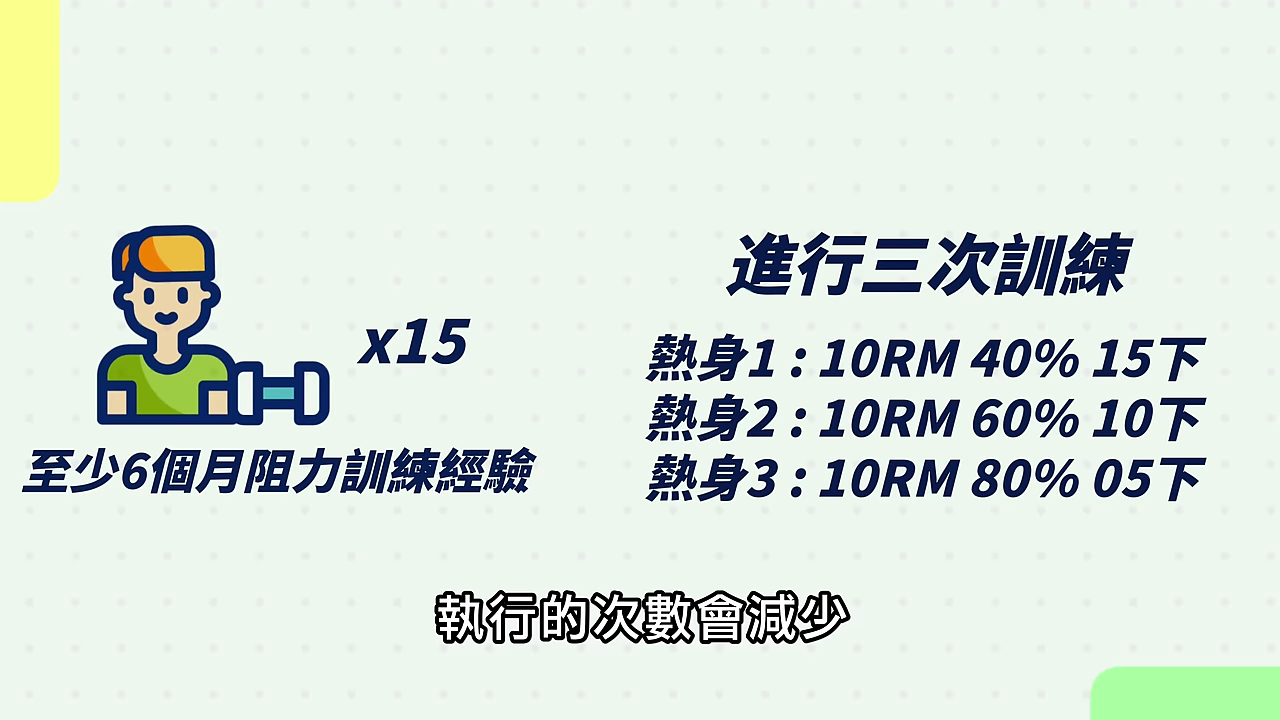 x15
至少6個月阻力訓練經驗
進行三次訓練
熱身1 : 10RM 40% 15下
熱身2 : 10RM 60% 10下
熱身3 : 10RM 80% 05下
執行的次數會減少